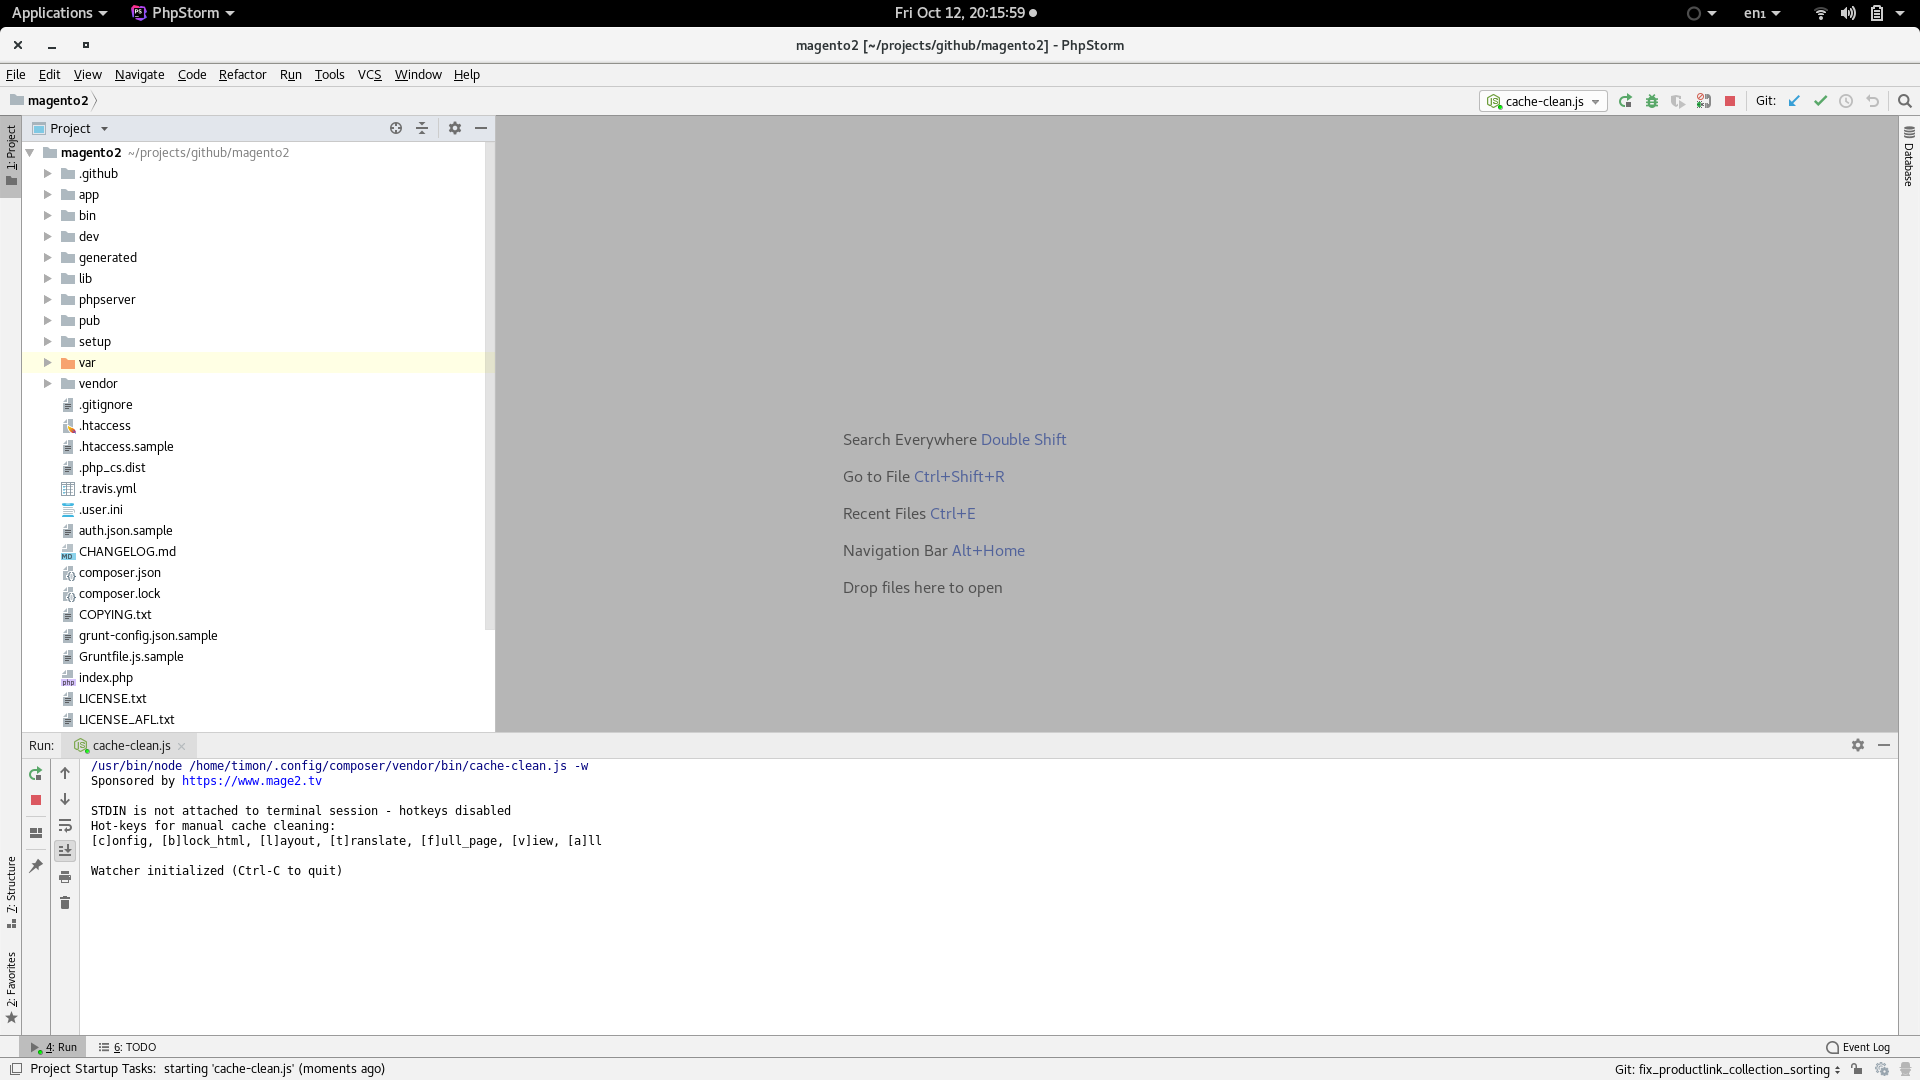 Applications PhpStorm Fri Oct 12, 20:15:59 en₁
magento2 [~/projects/github/magento2] - PhpStorm
File Edit View Navigate Code Refactor Run Tools VCS Window Help
magento2 cache-clean.js Git:
1: Project
Project
Database
magento2 ~/projects/github/magento2
.github
app
bin
dev
generated
lib
phpserver
pub
setup
var
vendor
.gitignore
.htaccess
.htaccess.sample
.php_cs.dist
.travis.yml
.user.ini
auth.json.sample
CHANGELOG.md
composer.json
composer.lock
COPYING.txt
grunt-config.json.sample
Gruntfile.js.sample
index.php
LICENSE.txt
LICENSE_AFL.txt
Search Everywhere Double Shift
Go to File Ctrl+Shift+R
Recent Files Ctrl+E
Navigation Bar Alt+Home
Drop files here to open
Run: cache-clean.js
/usr/bin/node /home/timon/.config/composer/vendor/bin/cache-clean.js -w
Sponsored by https://www.mage2.tv
STDIN is not attached to terminal session - hotkeys disabled
Hot-keys for manual cache cleaning:
[c]onfig, [b]lock_html, [l]ayout, [t]ranslate, [f]ull_page, [v]iew, [a]ll
Watcher initialized (Ctrl-C to quit)
7: Structure
2: Favorites
4: Run 6: TODO Event Log
Project Startup Tasks: starting 'cache-clean.js' (moments ago) Git: fix_productlink_collection_sorting